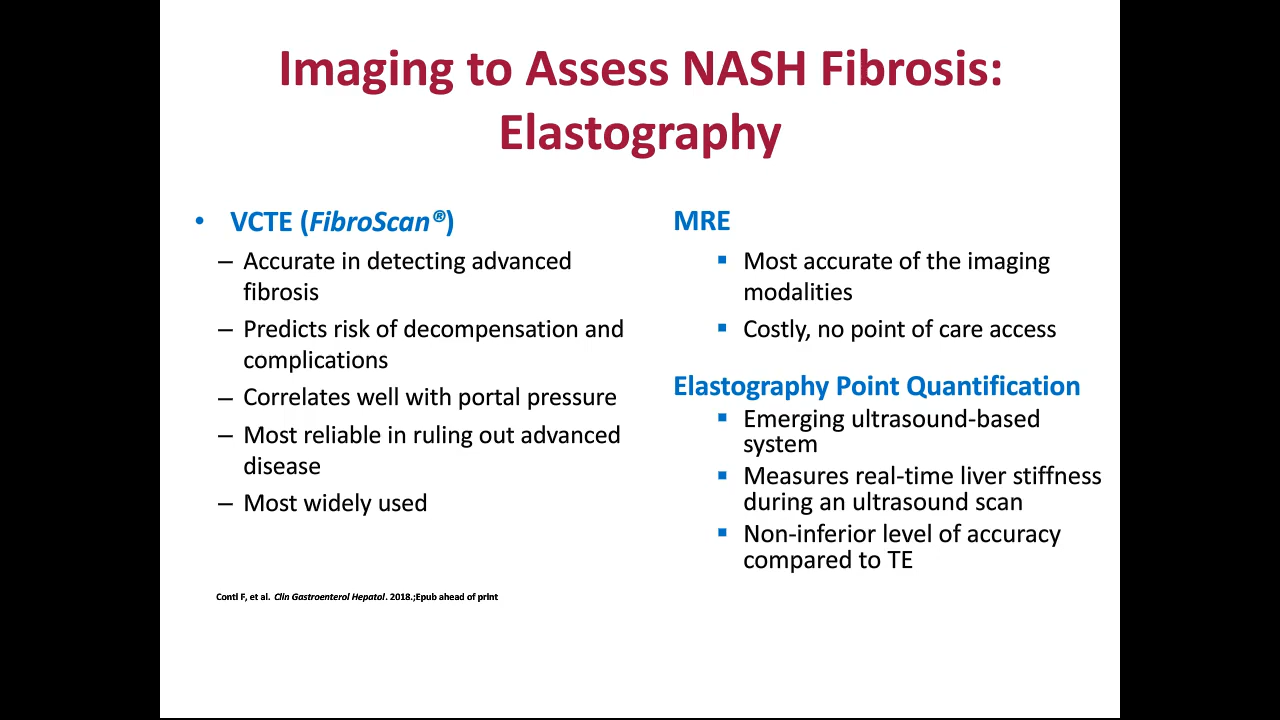 Imaging to Assess NASH Fibrosis:
Elastography
• VCTE (FibroScan®)
– Accurate in detecting advanced
fibrosis
– Predicts risk of decompensation and
complications
– Correlates well with portal pressure
– Most reliable in ruling out advanced
disease
– Most widely used
MRE
▪ Most accurate of the imaging
modalities
▪ Costly, no point of care access
Elastography Point Quantification
▪ Emerging ultrasound-based
system
▪ Measures real-time liver stiffness
during an ultrasound scan
▪ Non-inferior level of accuracy
compared to TE
Conti F, et al. Clin Gastroenterol Hepatol. 2018.;Epub ahead of print